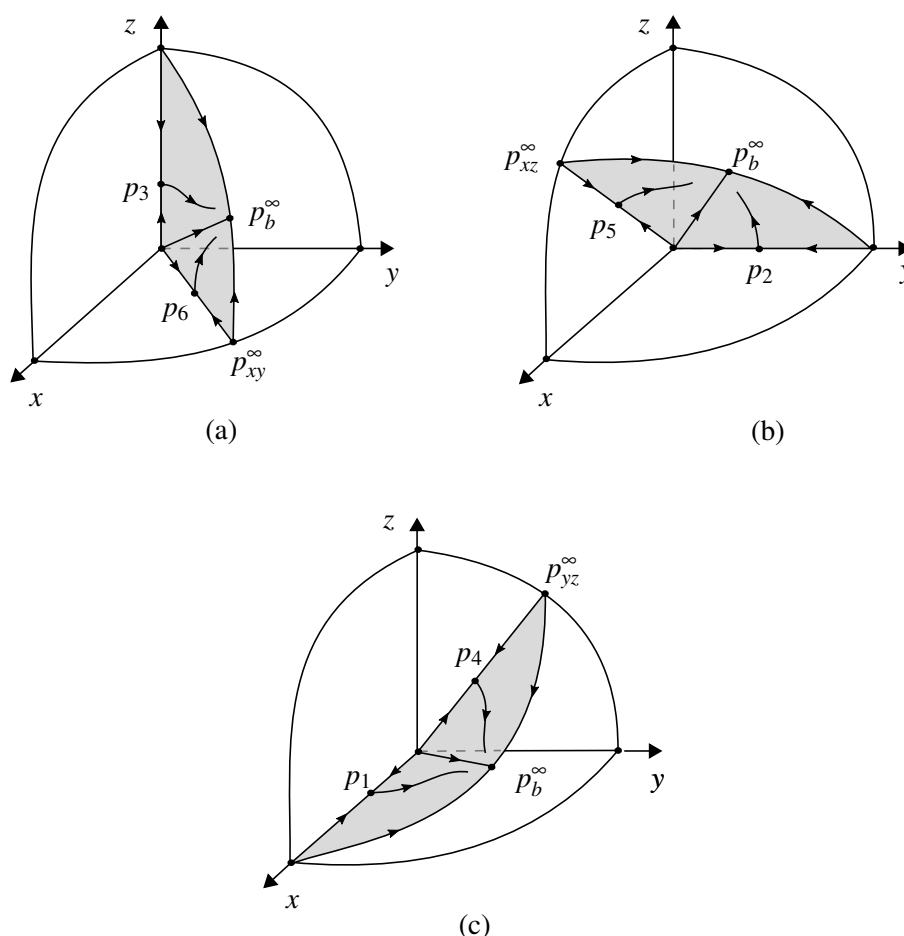 z
p₃
p_b^∞
y
p₆
p_xy^∞
x
(a)
z
p_xz^∞
p_b^∞
p₅
p₂
y
x
(b)
z
p_yz^∞
p₄
p₁
p_b^∞
y
x
(c)